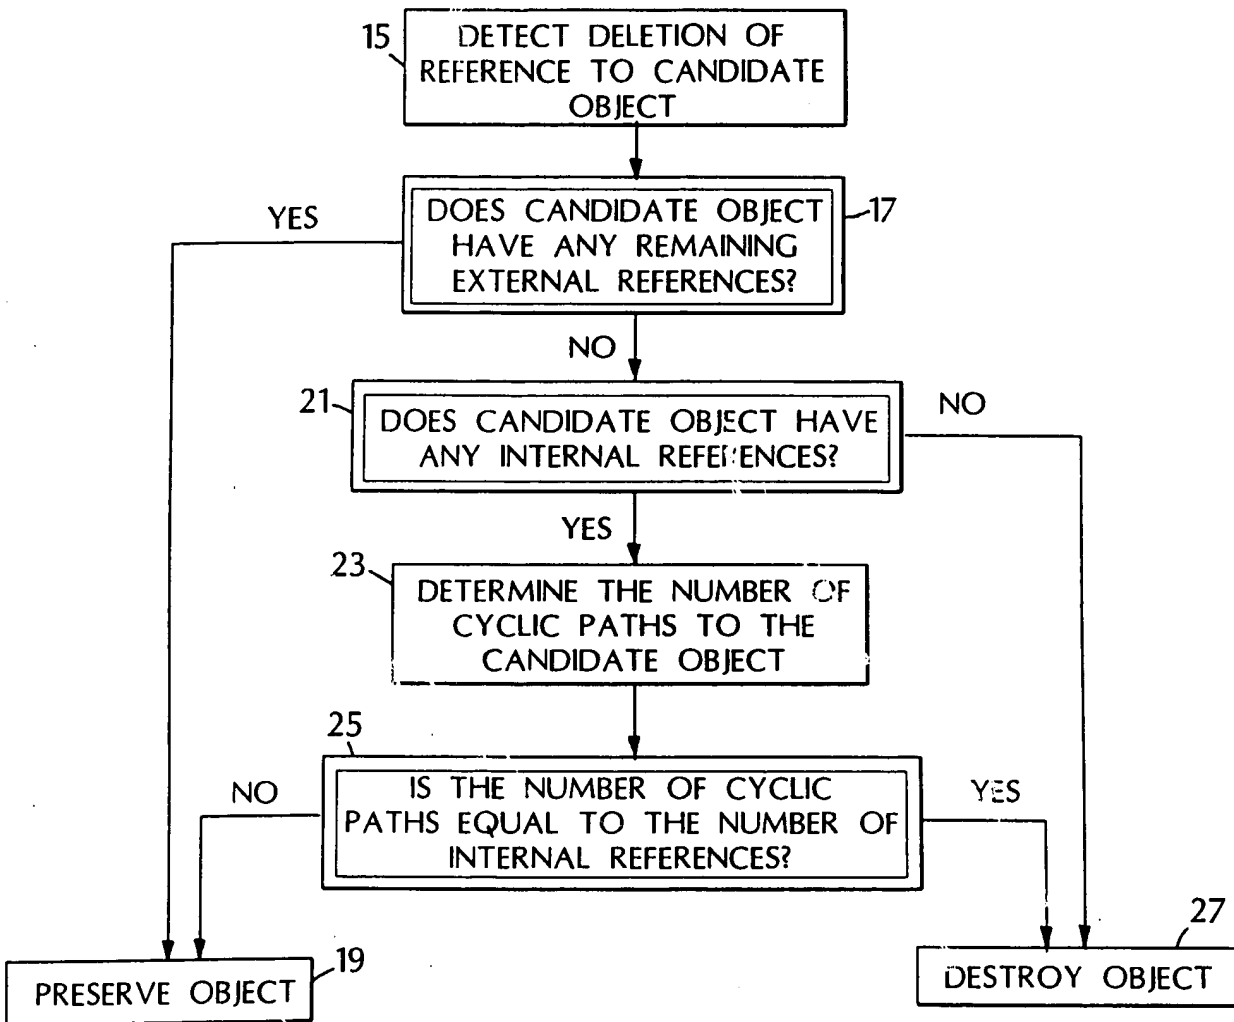 15
DETECT DELETION OF
REFERENCE TO CANDIDATE
OBJECT
YES
DOES CANDIDATE OBJECT
HAVE ANY REMAINING
EXTERNAL REFERENCES?
17
NO
21
DOES CANDIDATE OBJECT HAVE
ANY INTERNAL REFERENCES?
NO
YES
23
DETERMINE THE NUMBER OF
CYCLIC PATHS TO THE
CANDIDATE OBJECT
25
NO
IS THE NUMBER OF CYCLIC
PATHS EQUAL TO THE NUMBER OF
INTERNAL REFERENCES?
YES
PRESERVE OBJECT
19
DESTROY OBJECT
27